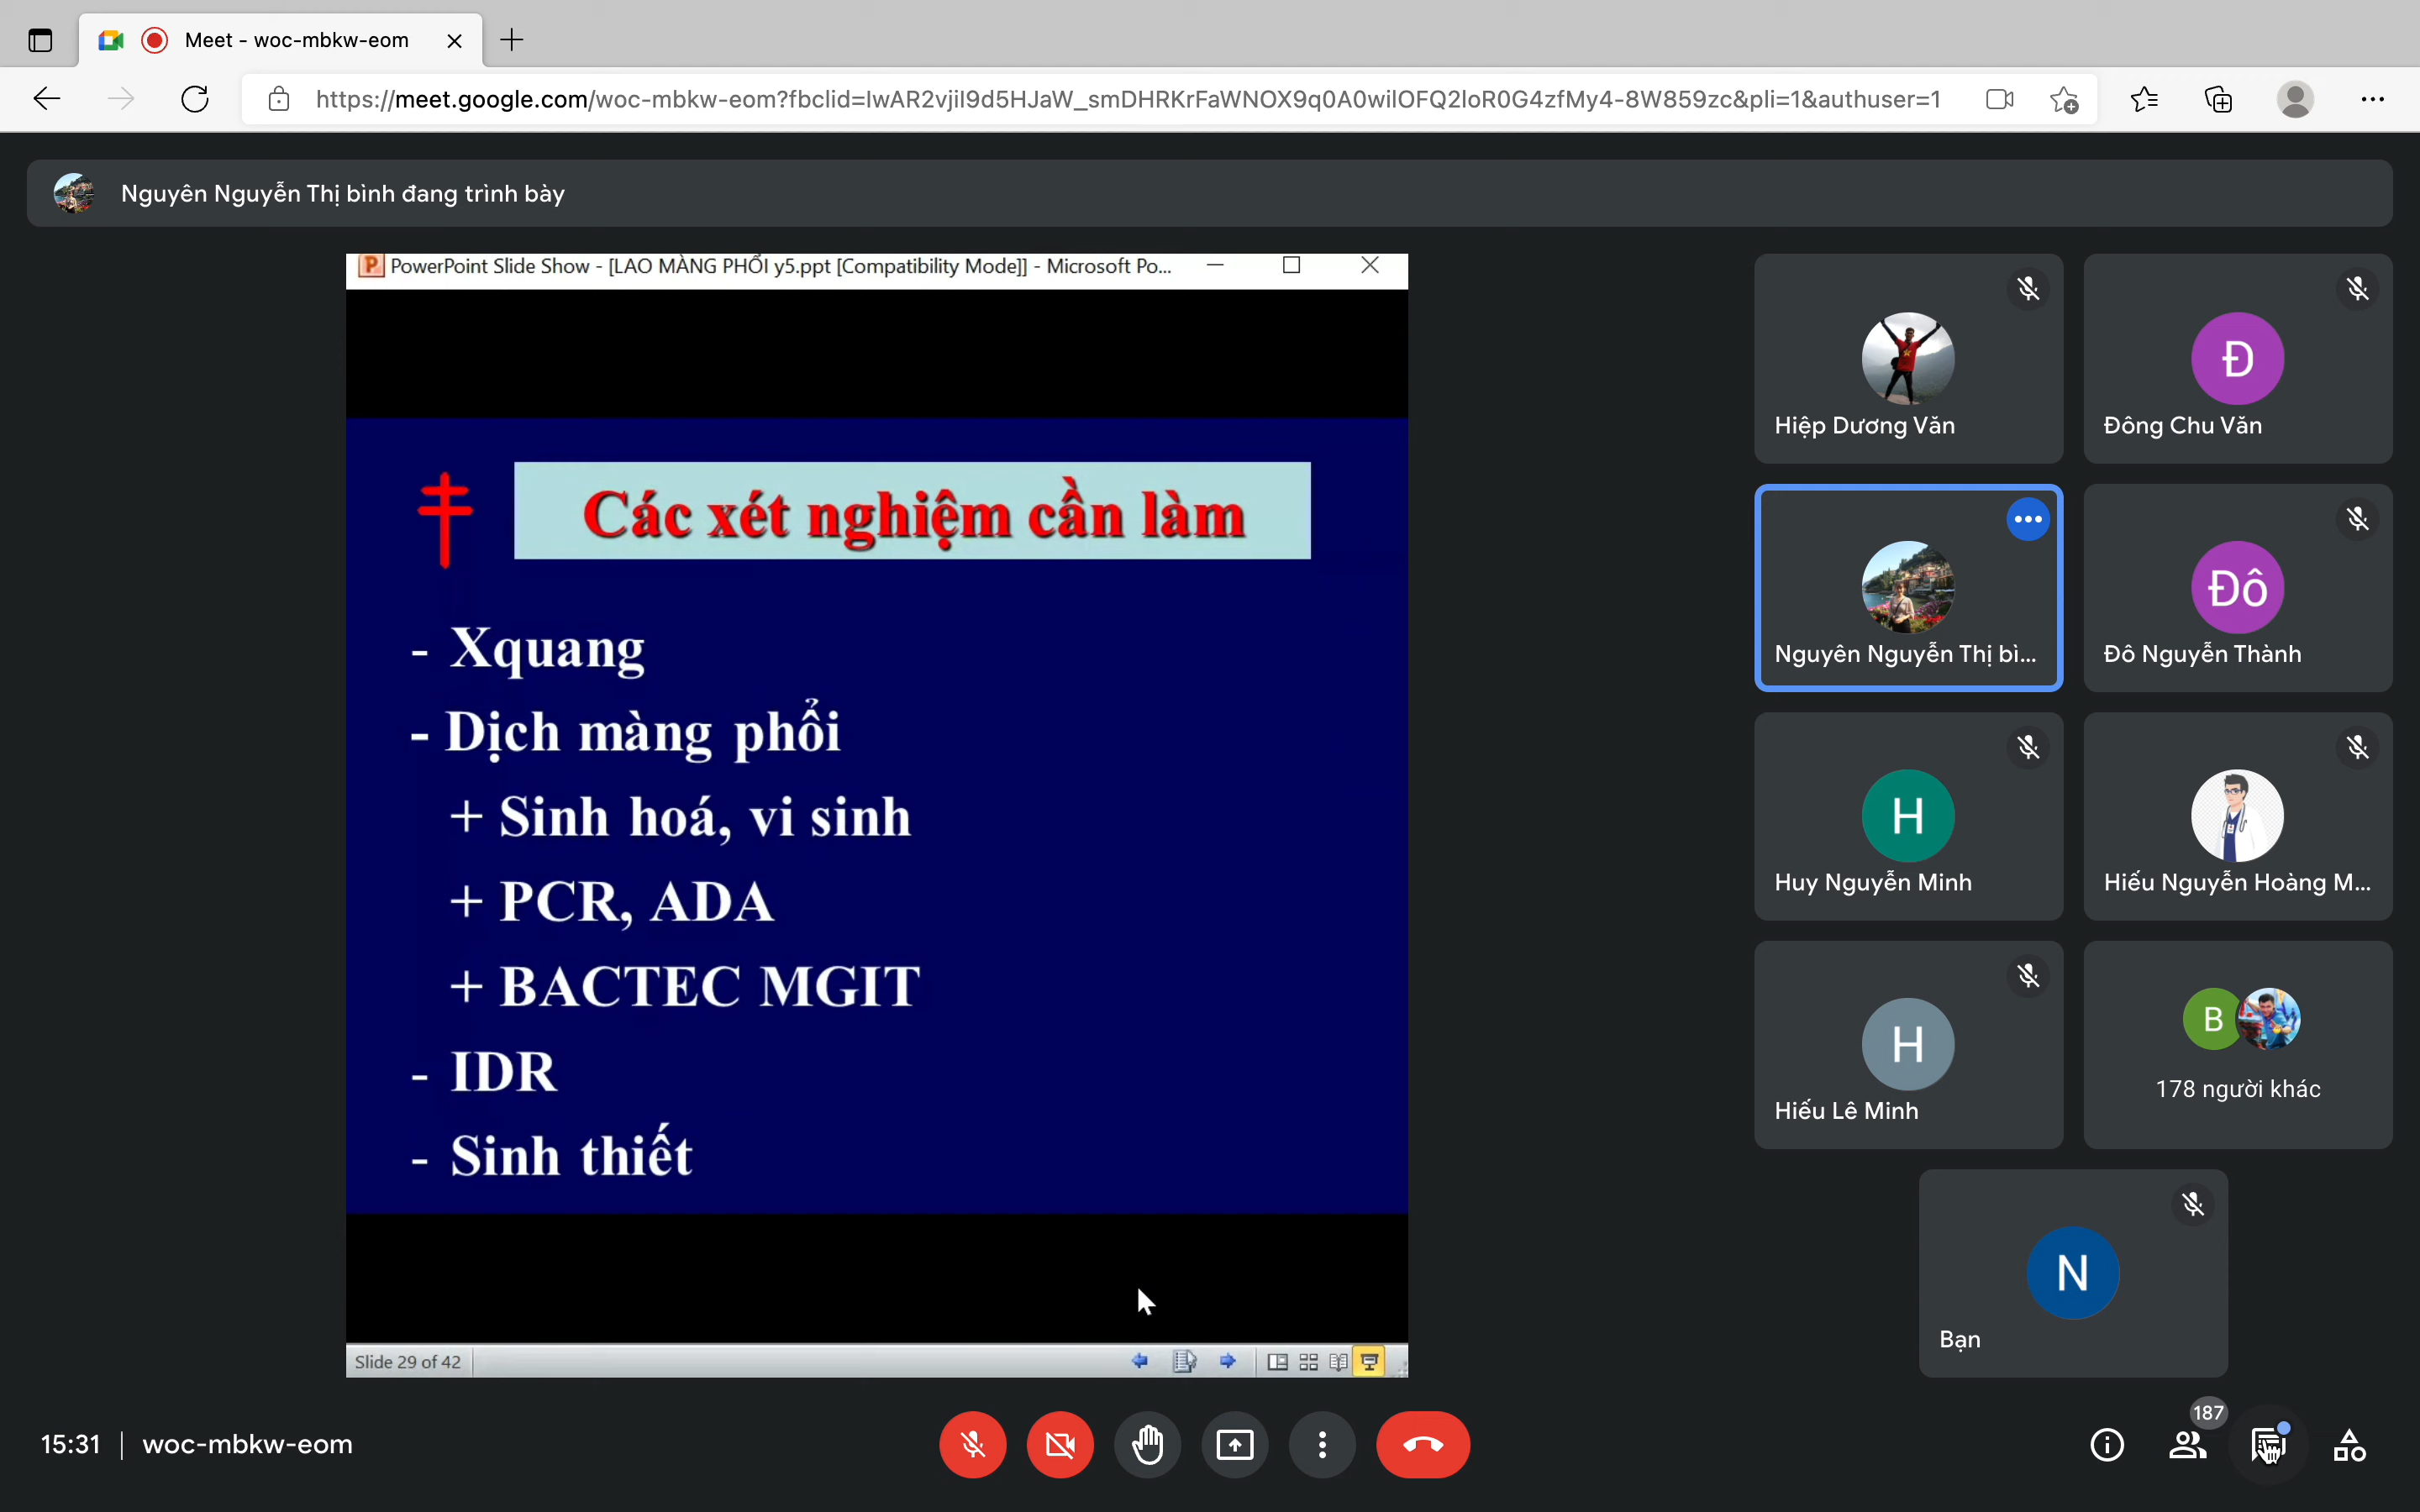 Meet - woc-mbkw-eom
https://meet.google.com/woc-mbkw-eom?fbclid=IwAR2vjiI9d5HJaW_smDHRKrFaWNOX9q0A0wilOFQ2loR0G4zfMy4-8W859zc&pli=1&authuser=1
Nguyên Nguyễn Thị bình đang trình bày
PowerPoint Slide Show - [LAO MÀNG PHỔI y5.ppt [Compatibility Mode]] - Microsoft Po...
Các xét nghiệm cần làm
- Xquang
- Dịch màng phổi
+ Sinh hoá, vi sinh
+ PCR, ADA
+ BACTEC MGIT
- IDR
- Sinh thiết
Slide 29 of 42
Hiệp Dương Văn
Đ
Đông Chu Văn
Nguyên Nguyễn Thị bì...
Đô
Đô Nguyễn Thành
H
Huy Nguyễn Minh
Hiếu Nguyễn Hoàng M...
H
Hiếu Lê Minh
B
178 người khác
N
Bạn
15:31 | woc-mbkw-eom
187